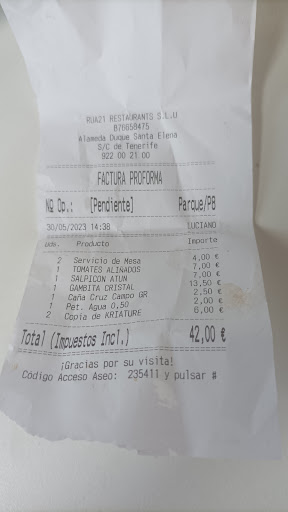 RUA21 RESTAURANTS S.L.U
B76658475
Alameda Duque Santa Elena
S/C de Tenerife
922 00 21 00
FACTURA PROFORMA
Nº Op.: [Pendiente] Parque/PB
30/05/2023 14:38 LUCIANO
Uds. Producto Importe
2 Servicio de Mesa 4,00 €
1 TOMATES ALIÑADOS 7,00 €
1 SALPICON ATUN 7,00 €
1 GAMBITA CRISTAL 13,50 €
1 Caña Cruz Campo GR 2,50 €
1 Pet. Agua 0,50 2,00 €
2 Copia de KRIATURE 6,00 €
Total (Impuestos Incl.) 42,00 €
¡Gracias por su visita!
Código Acceso Aseo: 235411 y pulsar #